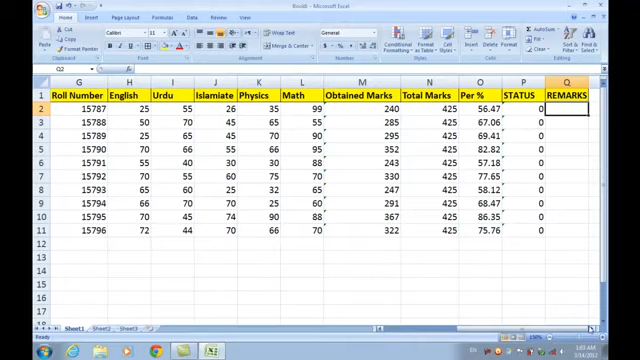 Book8 - Microsoft Excel
Home Insert Page Layout Formulas Data Review View
Cut
Copy
Format Painter
Calibri 11
Wrap Text
Merge & Center
General
Conditional Formatting Format as Table Cell Styles
Insert Delete Format
AutoSum
Fill
Clear
Sort & Filter Find & Select
Q2
G H I J K L M N O P Q
1 Roll Number English Urdu Islamiate Physics Math Obtained Marks Total Marks Per % STATUS REMARKS
2 15787 25 55 26 35 99 240 425 56.47 0
3 15788 50 70 45 65 55 285 425 67.06 0
4 15789 65 65 45 70 90 295 425 69.41 0
5 15790 70 66 55 66 95 352 425 82.82 0
6 15791 55 40 30 30 88 243 425 57.18 0
7 15792 70 55 60 75 70 330 425 77.65 0
8 15793 65 60 25 32 65 247 425 58.12 0
9 15794 66 70 70 25 60 291 425 68.47 0
10 15795 70 45 74 90 88 367 425 86.35 0
11 15796 72 44 70 66 70 322 425 75.76 0
12
13
14
15
16
17
18
Sheet1 Sheet2 Sheet3
Ready
150%
EN
1:03 AM
3/14/2012